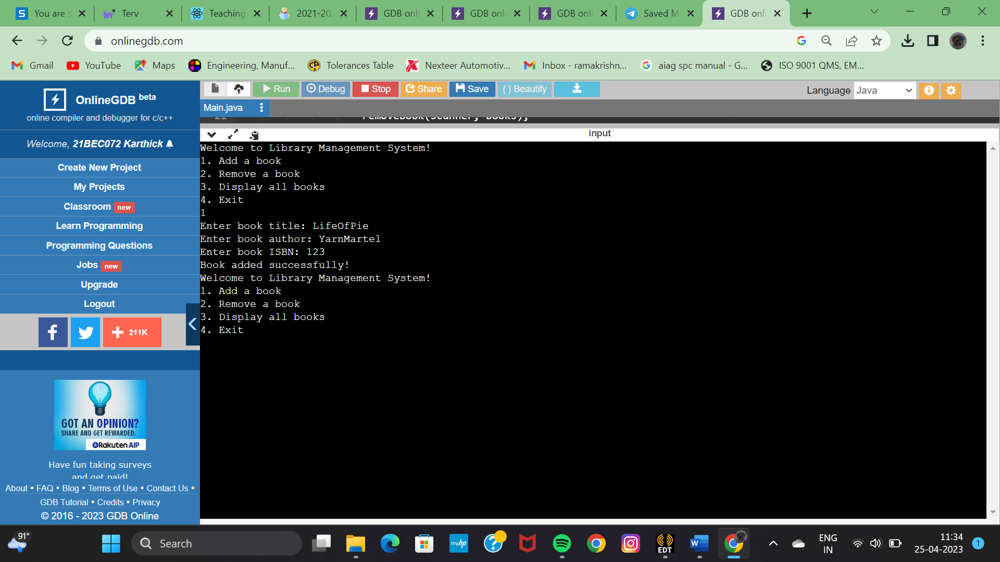 You are s
Terv
Teaching
2021-202
GDB onli
GDB onli
GDB onli
Saved M
GDB onli
onlinegdb.com
Gmail
YouTube
Maps
Engineering, Manuf...
Tolerances Table
Nexteer Automotiv...
Inbox - ramakrishn...
aiag spc manual - G...
ISO 9001 QMS, EM...
OnlineGDB beta
online compiler and debugger for c/c++
Welcome, 21BEC072 Karthick
Create New Project
My Projects
Classroom new
Learn Programming
Programming Questions
Jobs new
Upgrade
Logout
211K
idea
GOT AN OPINION?
SHARE AND GET REWARDED.
Rakuten AIP
Have fun taking surveys
and get paid!
About • FAQ • Blog • Terms of Use • Contact Us •
GDB Tutorial • Credits • Privacy
© 2016 - 2023 GDB Online
Run
Debug
Stop
Share
Save
{ } Beautify
Language Java
Main.java
21 removeBook(scanner, books);
input
Welcome to Library Management System!
1. Add a book
2. Remove a book
3. Display all books
4. Exit
1
Enter book title: LifeOfPie
Enter book author: YarnMartel
Enter book ISBN: 123
Book added successfully!
Welcome to Library Management System!
1. Add a book
2. Remove a book
3. Display all books
4. Exit
91°
Search
myhp
EDT
ENG
IN
11:34
25-04-2023
1